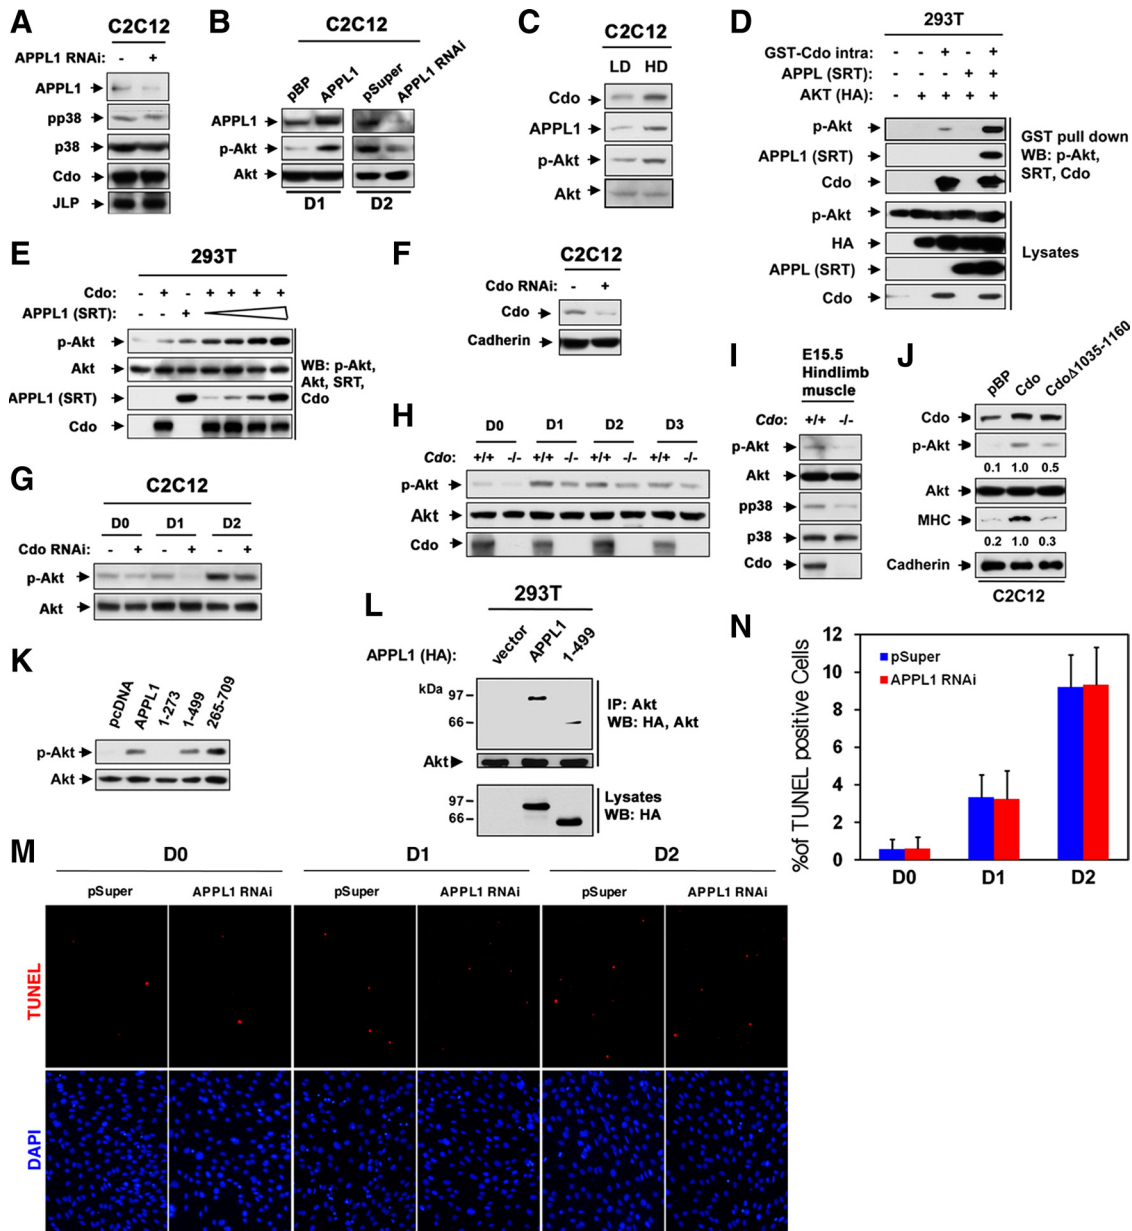 A
C2C12
APPL1 RNAi: - +
APPL1
pp38
p38
Cdo
JLP
B
C2C12
pBP APPL1 pSuper APPL1 RNAi
APPL1
p-Akt
Akt
D1 D2
C
C2C12
LD HD
Cdo
APPL1
p-Akt
Akt
D
293T
GST-Cdo intra: - - + - +
APPL (SRT): - - - + +
AKT (HA): - + + + +
p-Akt
APPL1 (SRT)
Cdo
GST pull down
WB: p-Akt,
SRT, Cdo
p-Akt
HA
APPL (SRT)
Cdo
Lysates
E
293T
Cdo: - + - + + + +
APPL1 (SRT): - - +
p-Akt
Akt
APPL1 (SRT)
Cdo
WB: p-Akt,
Akt, SRT,
Cdo
F
C2C12
Cdo RNAi: - +
Cdo
Cadherin
G
C2C12
D0 D1 D2
Cdo RNAi: - + - + - +
p-Akt
Akt
H
D0 D1 D2 D3
Cdo: +/+ -/- +/+ -/- +/+ -/- +/+ -/-
p-Akt
Akt
Cdo
I
E15.5
Hindlimb
muscle
Cdo: +/+ -/-
p-Akt
Akt
pp38
p38
Cdo
J
pBP Cdo CdoΔ1035-1160
Cdo
p-Akt
0.1 1.0 0.5
Akt
MHC
0.2 1.0 0.3
Cadherin
C2C12
K
pcDNA APPL1 1-273 1-499 265-709
p-Akt
Akt
L
293T
APPL1 (HA): vector APPL1 1-499
kDa
97
66
IP: Akt
WB: HA, Akt
Akt
97
66
Lysates
WB: HA
M
D0 D1 D2
pSuper APPL1 RNAi pSuper APPL1 RNAi pSuper APPL1 RNAi
TUNEL
DAPI
N
%of TUNEL positive Cells
12
10
8
6
4
2
0
pSuper
APPL1 RNAi
D0 D1 D2